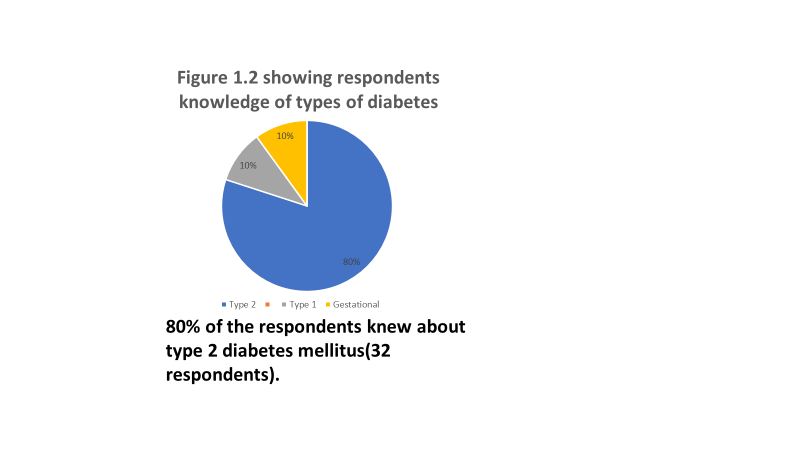 Figure 1.2 showing respondents
knowledge of types of diabetes
10%
10%
80%
Type 2 Type 1 Gestational
80% of the respondents knew about
type 2 diabetes mellitus(32
respondents).